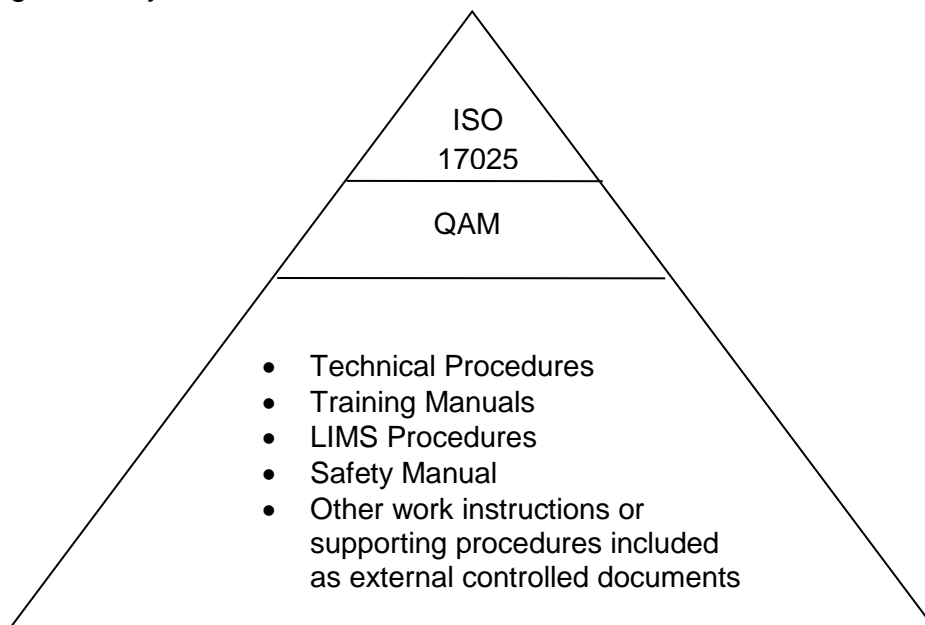 ISO
17025
QAM
• Technical Procedures
• Training Manuals
• LIMS Procedures
• Safety Manual
• Other work instructions or
supporting procedures included
as external controlled documents